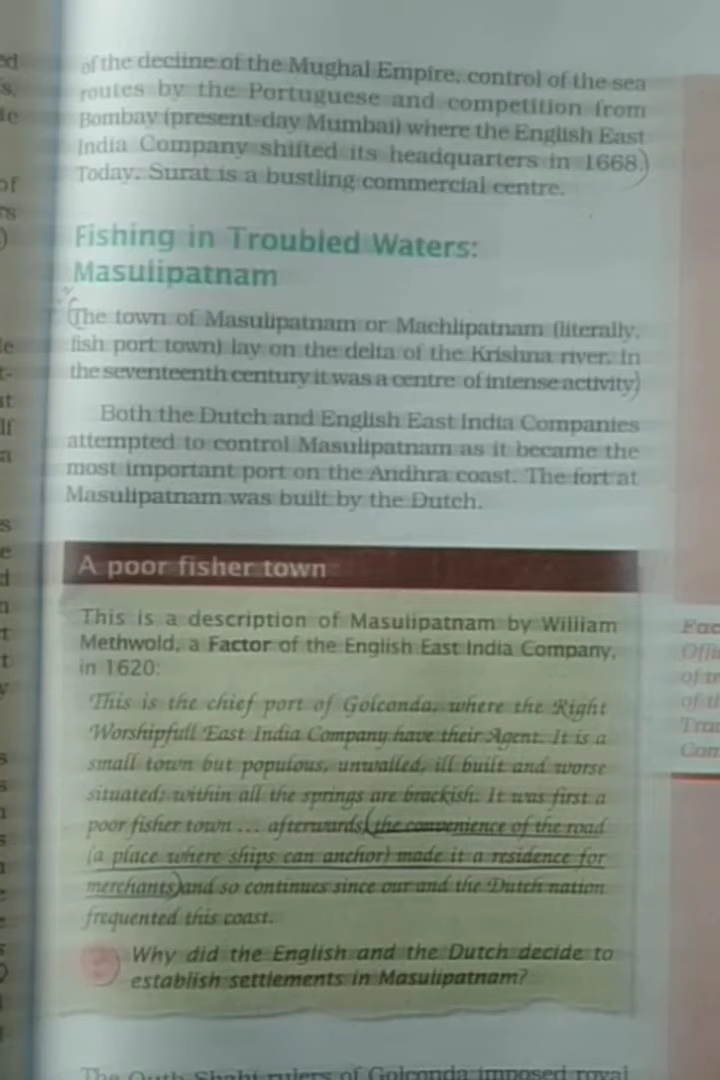 of the decline of the Mughal Empire, control of the sea
routes by the Portuguese and competition from
Bombay (present-day Mumbai) where the English East
India Company shifted its headquarters in 1668.)
Today, Surat is a bustling commercial centre.
Fishing in Troubled Waters:
Masulipatnam
(The town of Masulipatnam or Machlipatnam (literally,
fish port town) lay on the delta of the Krishna river. In
the seventeenth century it was a centre of intense activity)
Both the Dutch and English East India Companies
attempted to control Masulipatnam as it became the
most important port on the Andhra coast. The fort at
Masulipatnam was built by the Dutch.
A poor fisher town
This is a description of Masulipatnam by William
Methwold, a Factor of the English East India Company,
in 1620:
This is the chief port of Golconda, where the Right
Worshipfull East India Company have their Agent. It is a
small town but populous, unwalled, ill built and worse
situated; within all the springs are brackish. It was first a
poor fisher town ... afterwards, (the convenience of the road
(a place where ships can anchor) made it a residence for
merchants) and so continues since our and the Dutch nation
frequented this coast.
Why did the English and the Dutch decide to
establish settlements in Masulipatnam?
The Qutb Shahi rulers of Golconda imposed royal